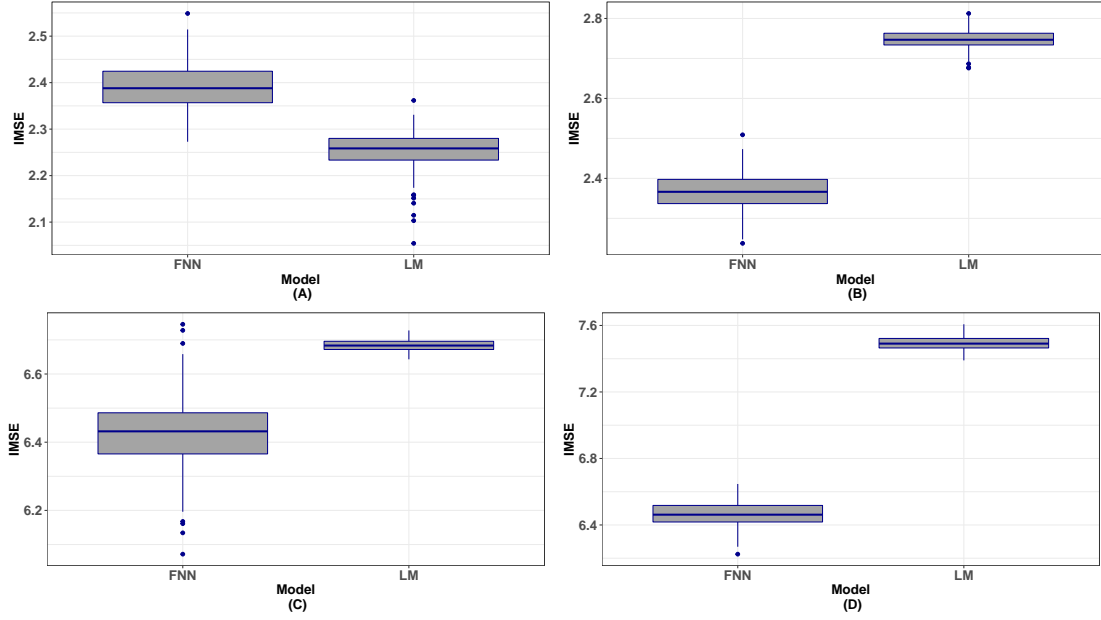 2.5
2.4
2.3
2.2
2.1
IMSE
FNN
LM
Model
(A)
2.8
2.6
2.4
IMSE
FNN
LM
Model
(B)
6.6
6.4
6.2
IMSE
FNN
LM
Model
(C)
7.6
7.2
6.8
6.4
IMSE
FNN
LM
Model
(D)